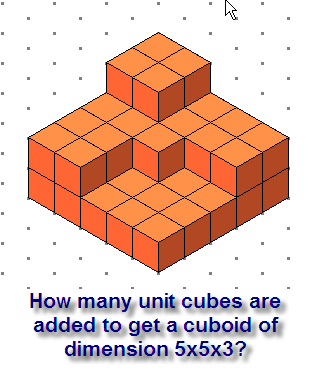 How many unit cubes are
added to get a cuboid of
dimension 5x5x3?